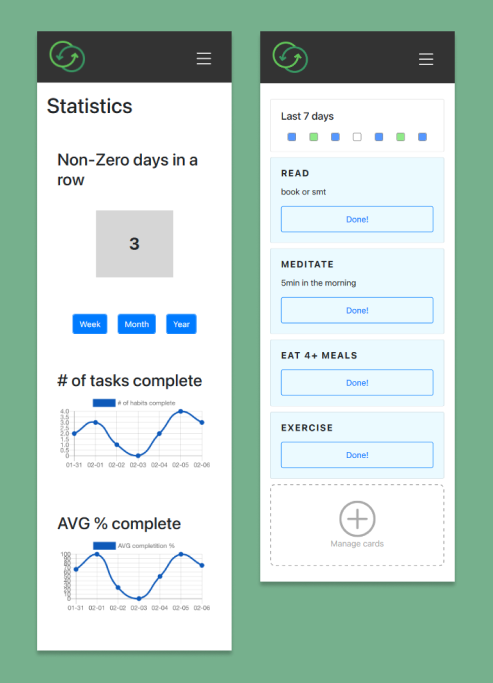 Statistics
Non-Zero days in a
row
3
Week Month Year
# of tasks complete
# of habits complete
4.0
3.5
3.0
2.5
2.0
1.5
1.0
0.5
0
01-31 02-01 02-02 02-03 02-04 02-05 02-06
AVG % complete
AVG completition %
100
90
80
70
60
50
40
30
20
10
0
01-31 02-01 02-02 02-03 02-04 02-05 02-06
Last 7 days
READ
book or smt
Done!
MEDITATE
5min in the morning
Done!
EAT 4+ MEALS
Done!
EXERCISE
Done!
Manage cards